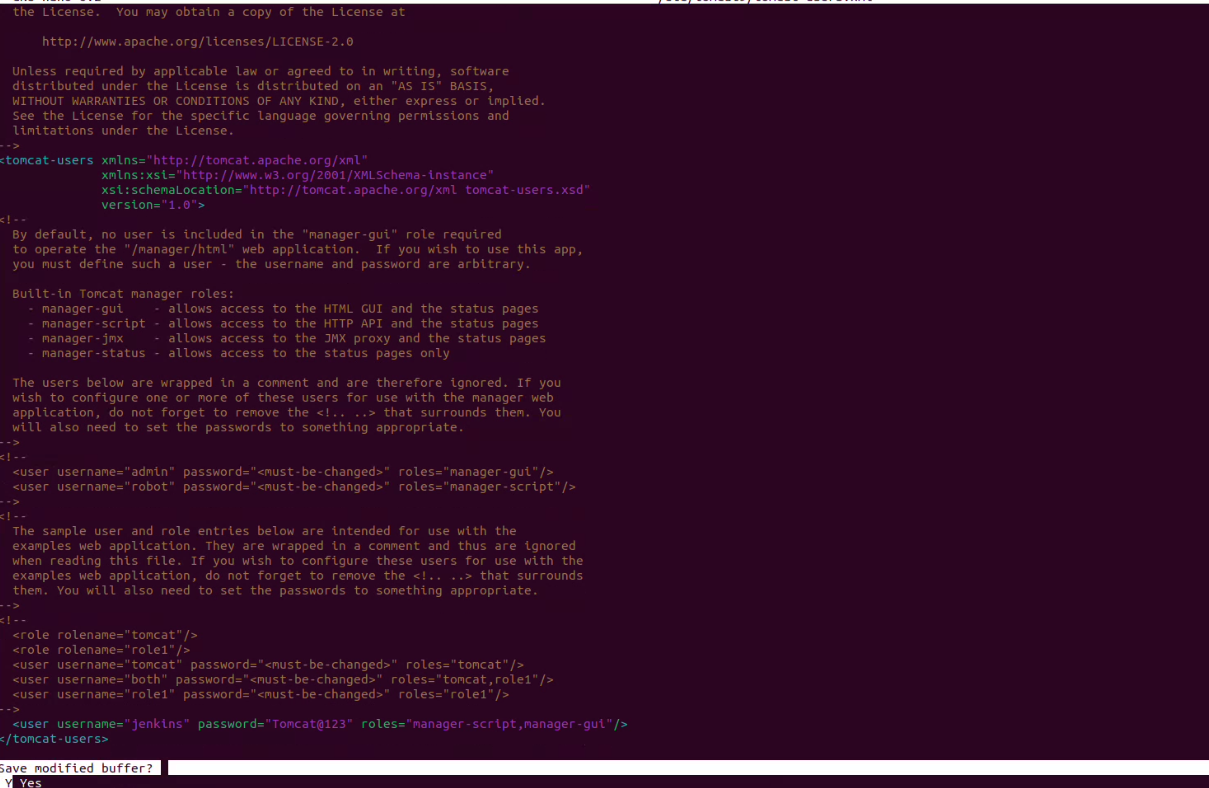 the License.  You may obtain a copy of the License at
http://www.apache.org/licenses/LICENSE-2.0
Unless required by applicable law or agreed to in writing, software
distributed under the License is distributed on an "AS IS" BASIS,
WITHOUT WARRANTIES OR CONDITIONS OF ANY KIND, either express or implied.
See the License for the specific language governing permissions and
limitations under the License.
-->
<tomcat-users xmlns="http://tomcat.apache.org/xml"
xmlns:xsi="http://www.w3.org/2001/XMLSchema-instance"
xsi:schemaLocation="http://tomcat.apache.org/xml tomcat-users.xsd"
version="1.0">
<!--
By default, no user is included in the "manager-gui" role required
to operate the "/manager/html" web application.  If you wish to use this app,
you must define such a user - the username and password are arbitrary.
Built-in Tomcat manager roles:
- manager-gui    - allows access to the HTML GUI and the status pages
- manager-script - allows access to the HTTP API and the status pages
- manager-jmx    - allows access to the JMX proxy and the status pages
- manager-status - allows access to the status pages only
The users below are wrapped in a comment and are therefore ignored. If you
wish to configure one or more of these users for use with the manager web
application, do not forget to remove the <!.. ..> that surrounds them. You
will also need to set the passwords to something appropriate.
-->
<!--
<user username="admin" password="<must-be-changed>" roles="manager-gui"/>
<user username="robot" password="<must-be-changed>" roles="manager-script"/>
-->
<!--
The sample user and role entries below are intended for use with the
examples web application. They are wrapped in a comment and thus are ignored
when reading this file. If you wish to configure these users for use with the
examples web application, do not forget to remove the <!.. ..> that surrounds
them. You will also need to set the passwords to something appropriate.
-->
<!--
<role rolename="tomcat"/>
<role rolename="role1"/>
<user username="tomcat" password="<must-be-changed>" roles="tomcat"/>
<user username="both" password="<must-be-changed>" roles="tomcat,role1"/>
<user username="role1" password="<must-be-changed>" roles="role1"/>
-->
<user username="jenkins" password="Tomcat@123" roles="manager-script,manager-gui"/>
</tomcat-users>
Save modified buffer?
Y Yes